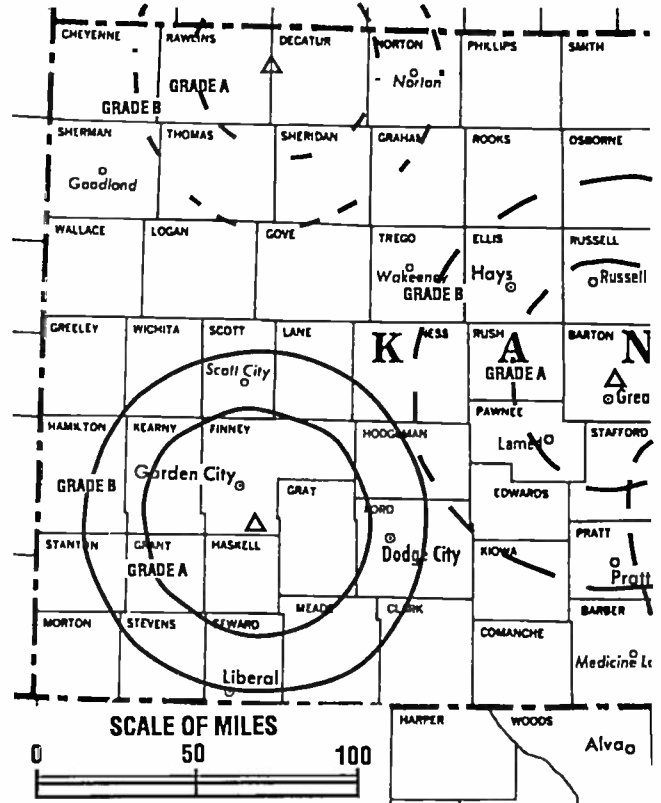 CHEYENNE RAWLINS DECATUR NORTON PHILLIPS SMITH
Norton
GRADE A
GRADE B
SHERMAN THOMAS SHERIDAN GRAHAM ROOKS OSBORNE
Goodland
WALLACE LOGAN GOVE TREGO ELLIS RUSSELL
Wakeeney Hays Russell
GRADE B
GREELEY WICHITA SCOTT LANE NESS RUSH BARTON
K A N
Scott City
GRADE A
Grea
PAWNEE
HAMILTON KEARNY FINNEY HODGEMAN Larned STAFFORD
Garden City
GRADE B
GRAY EDWARDS
FORD
PRATT
STANTON GRANT HASKELL Dodge City KIOWA
Pratt
GRADE A
MORTON STEVENS SEWARD MEADE CLARK BARBER
COMANCHE
Medicine Lo
Liberal
SCALE OF MILES
0 50 100
HARPER WOODS
Alva